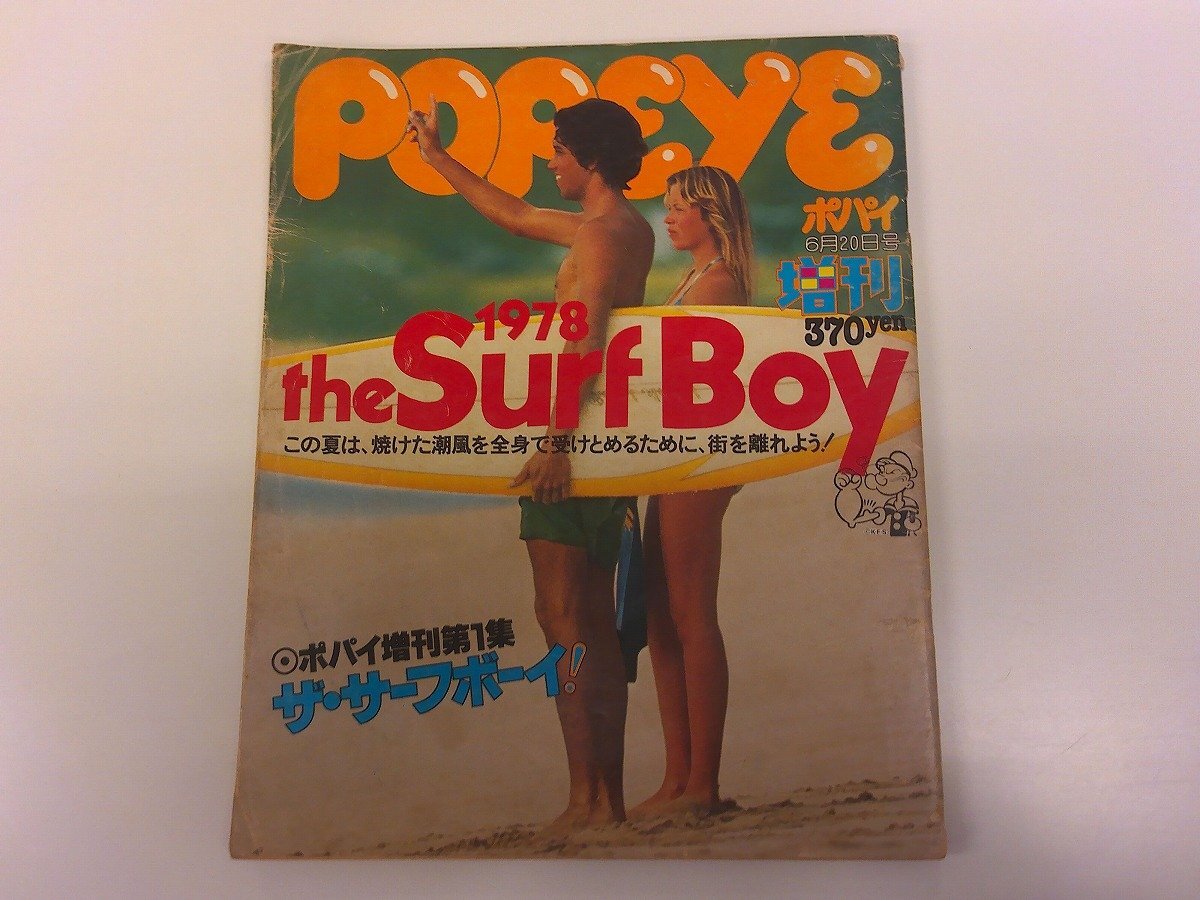 POPEYE
ポパイ
6月20日号
増刊
370yen
1978
the Surf Boy
この夏は、焼けた潮風を全身で受けとめるために、街を離れよう!
©K.F.S.
◎ポパイ増刊第1集
ザ・サーフボーイ!